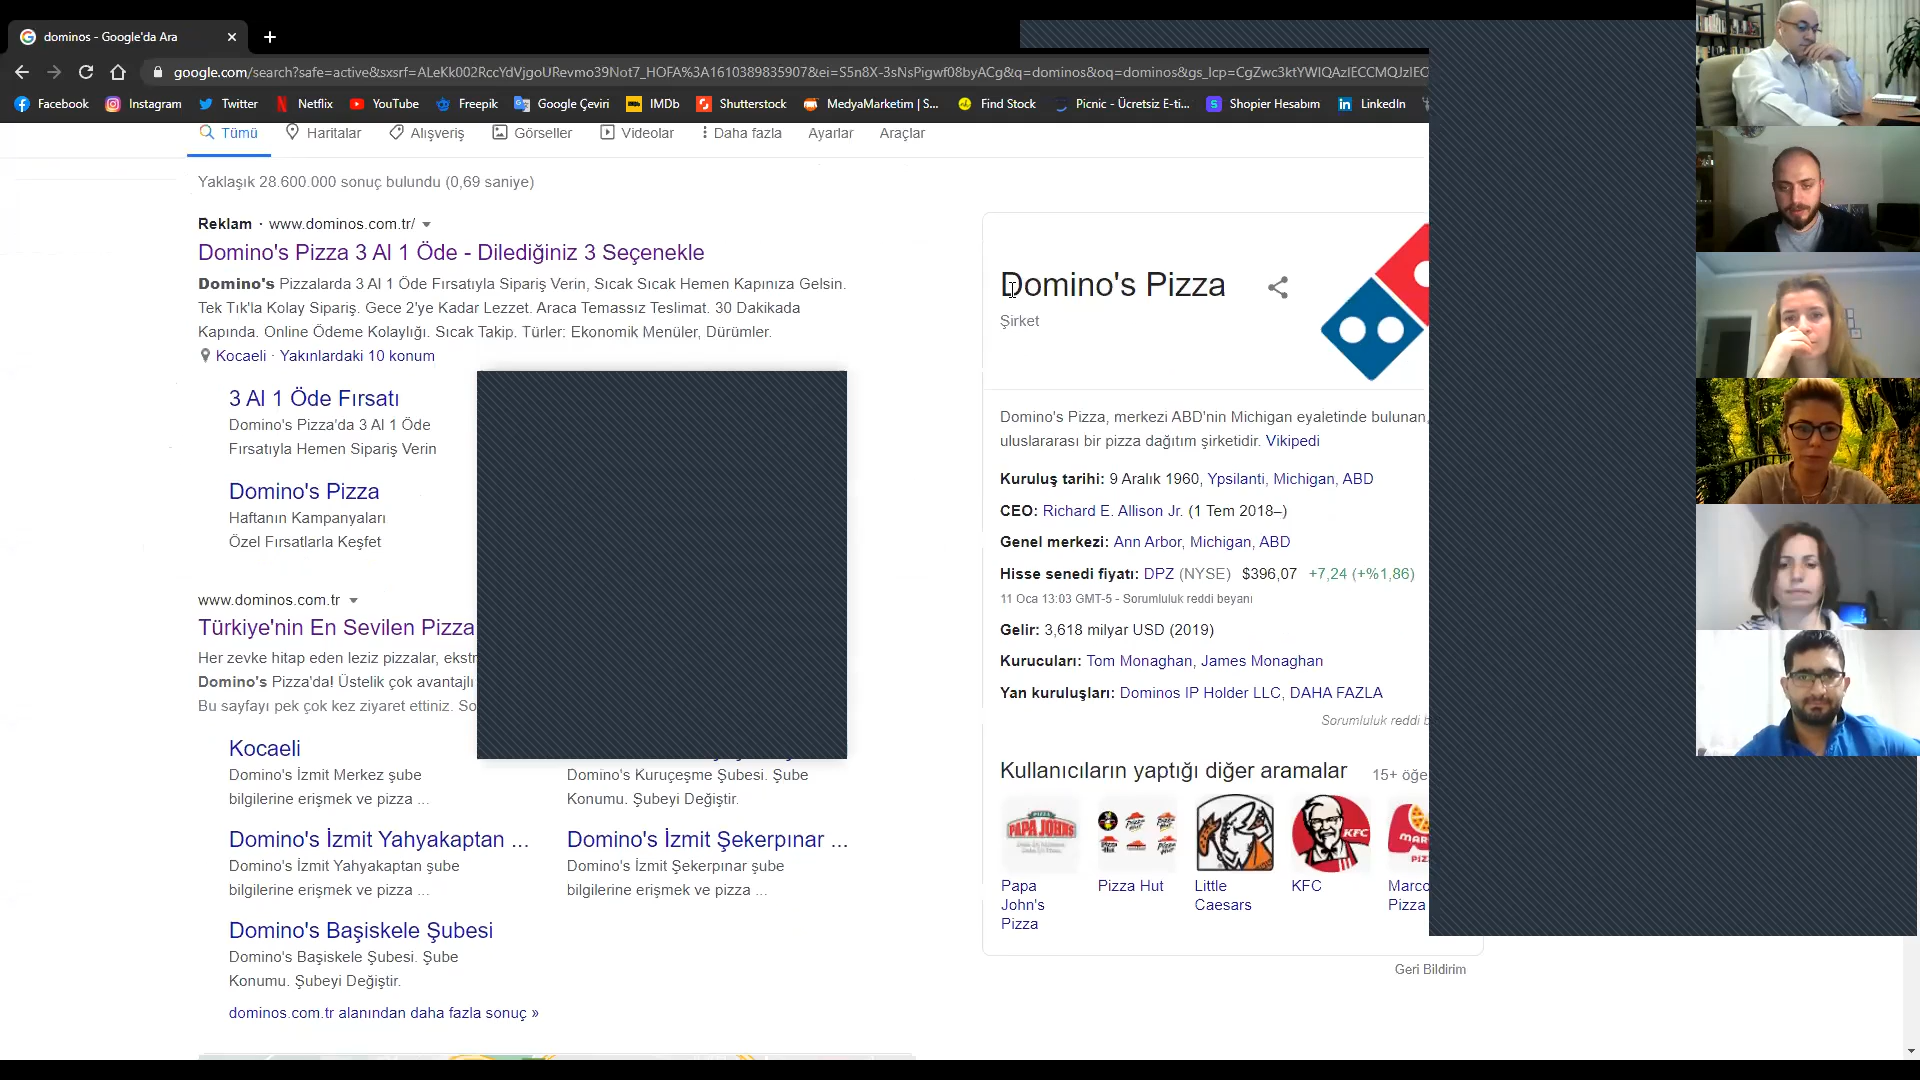 dominos - Google'da Ara
google.com/search?safe=active&sxsrf=ALeKk002RccYdVjgoURevmo39Not7_HOFA%3A1610389835907&ei=S5n8X-3sNsPigwf08byACg&q=dominos&oq=dominos&gs_lcp=CgZwc3ktYWIQAzIECCMQJzIEC
Facebook Instagram Twitter Netflix YouTube Freepik Google Çeviri IMDb Shutterstock MedyaMarketim | S... Find Stock Picnic - Ücretsiz E-ti... Shopier Hesabım LinkedIn
Tümü Haritalar Alışveriş Görseller Videolar Daha fazla Ayarlar Araçlar
Yaklaşık 28.600.000 sonuç bulundu (0,69 saniye)
Reklam · www.dominos.com.tr/
Domino's Pizza 3 Al 1 Öde - Dilediğiniz 3 Seçenekle
Domino's Pizzalarda 3 Al 1 Öde Fırsatıyla Sipariş Verin, Sıcak Sıcak Hemen Kapınıza Gelsin.
Tek Tık'la Kolay Sipariş. Gece 2'ye Kadar Lezzet. Araca Temassız Teslimat. 30 Dakikada
Kapında. Online Ödeme Kolaylığı. Sıcak Takip. Türler: Ekonomik Menüler, Dürümler.
Kocaeli · Yakınlardaki 10 konum
3 Al 1 Öde Fırsatı
Domino's Pizza'da 3 Al 1 Öde
Fırsatıyla Hemen Sipariş Verin
Domino's Pizza
Haftanın Kampanyaları
Özel Fırsatlarla Keşfet
www.dominos.com.tr
Türkiye'nin En Sevilen Pizza
Her zevke hitap eden leziz pizzalar, ekst
Domino's Pizza'da! Üstelik çok avantajlı
Bu sayfayı pek çok kez ziyaret ettiniz. So
Kocaeli
Domino's İzmit Merkez şube
bilgilerine erişmek ve pizza ...
Domino's Kuruçeşme Şubesi. Şube
Konumu. Şubeyi Değiştir.
Domino's İzmit Yahyakaptan ...
Domino's İzmit Yahyakaptan şube
bilgilerine erişmek ve pizza ...
Domino's İzmit Şekerpınar ...
Domino's İzmit Şekerpınar şube
bilgilerine erişmek ve pizza ...
Domino's Başiskele Şubesi
Domino's Başiskele Şubesi. Şube
Konumu. Şubeyi Değiştir.
dominos.com.tr alanından daha fazla sonuç »
Domino's Pizza
Şirket
Domino's Pizza, merkezi ABD'nin Michigan eyaletinde bulunan,
uluslararası bir pizza dağıtım şirketidir. Vikipedi
Kuruluş tarihi: 9 Aralık 1960, Ypsilanti, Michigan, ABD
CEO: Richard E. Allison Jr. (1 Tem 2018–)
Genel merkezi: Ann Arbor, Michigan, ABD
Hisse senedi fiyatı: DPZ (NYSE) $396,07 +7,24 (+%1,86)
11 Oca 13:03 GMT-5 - Sorumluluk reddi beyanı
Gelir: 3,618 milyar USD (2019)
Kurucuları: Tom Monaghan, James Monaghan
Yan kuruluşları: Dominos IP Holder LLC, DAHA FAZLA
Sorumluluk reddi b
Kullanıcıların yaptığı diğer aramalar 15+ öğe
PIZZA
PAPA JOHNS
KFC
Papa John's Pizza
Pizza Hut
Little Caesars
KFC
Marco Pizza
Geri Bildirim